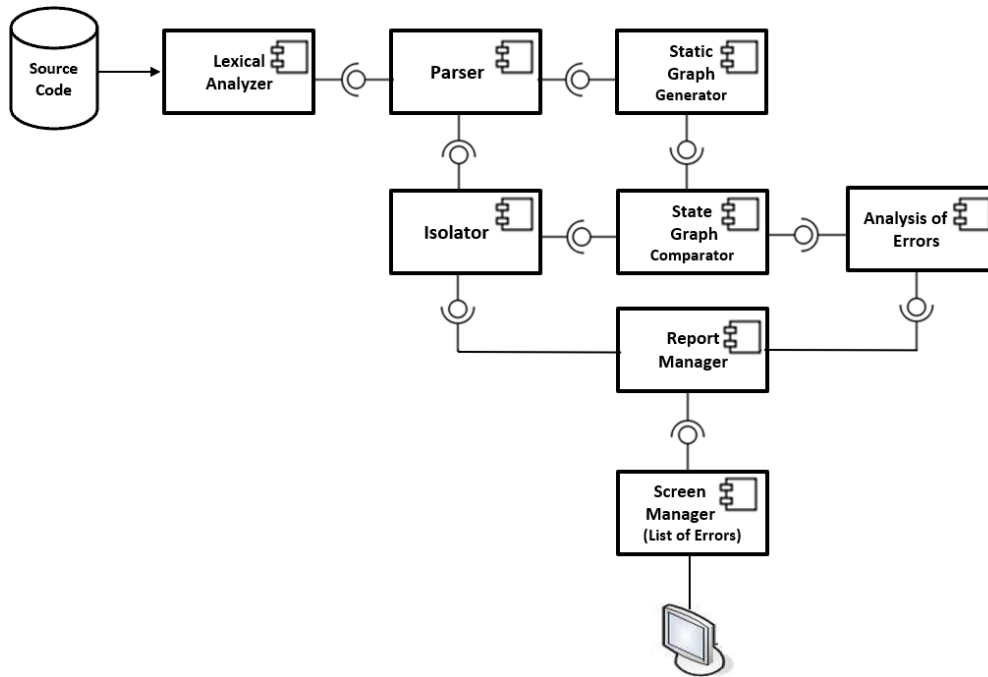 Source
Code
Lexical
Analyzer
Parser
Static
Graph
Generator
Isolator
State
Graph
Comparator
Analysis of
Errors
Report
Manager
Screen
Manager
(List of Errors)